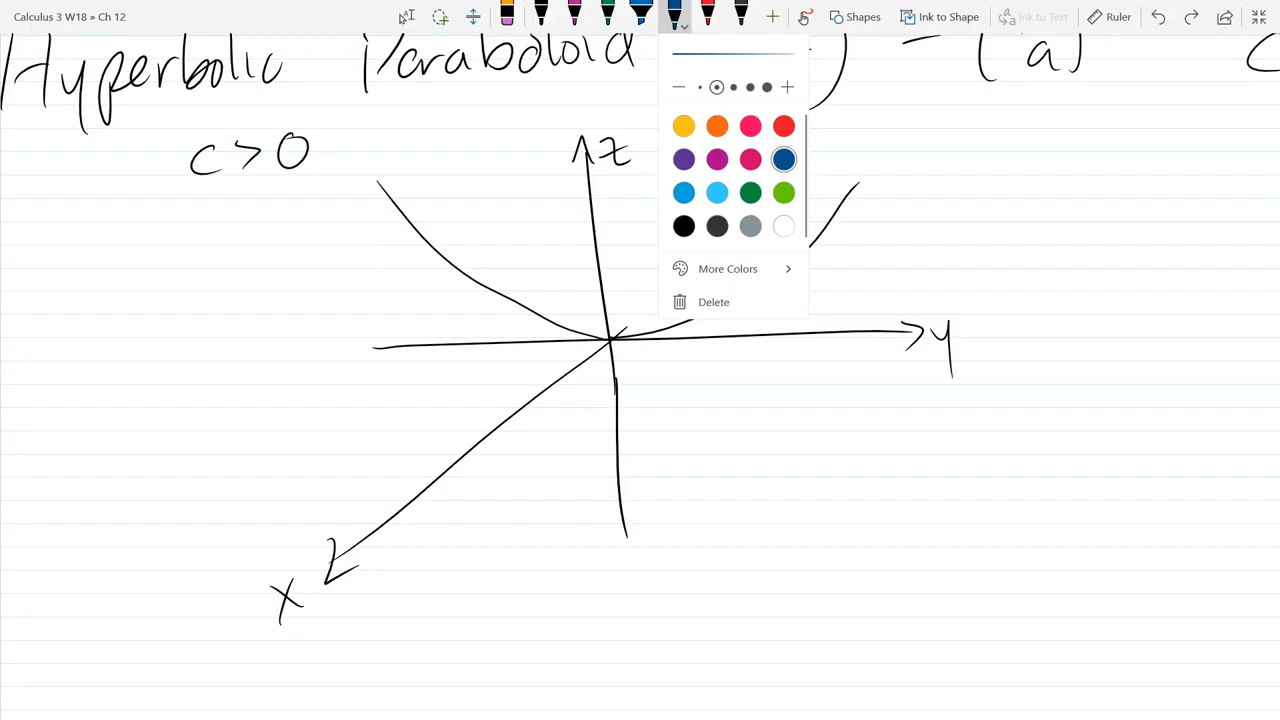 Calculus 3 W18 » Ch 12
Shapes Ink to Shape Ink to Text Ruler
Hyperbolic Paraboloid ) - (a)
c > 0
z
More Colors
Delete
y
x